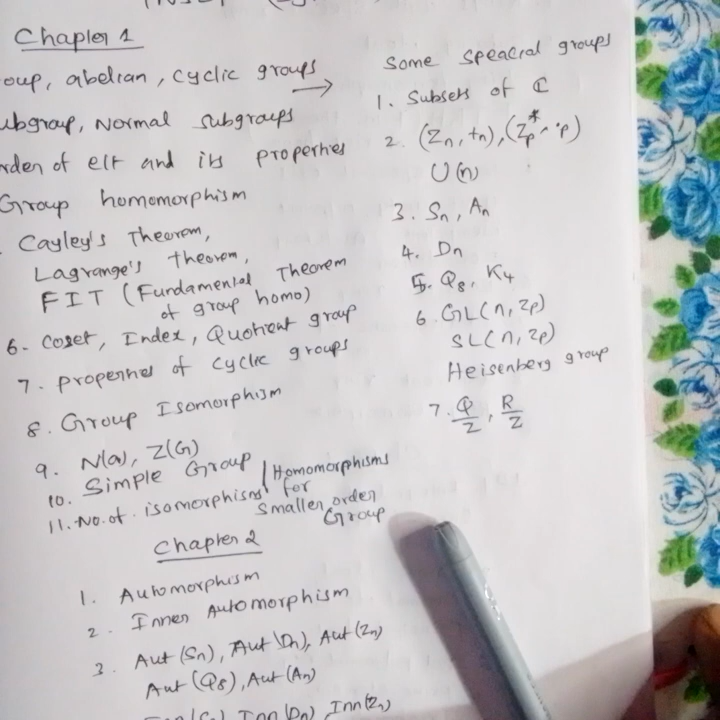 Chapter 1
oup, abelian, cyclic groups →
ubgroup, Normal subgroups
rder of elt and its properties
Group homomorphism
Cayley's Theorem,
Lagrange's theorem,
FIT (Fundamental Theorem
of group homo)
6. Coset, Index, Quotient group
7. properties of cyclic groups
8. Group Isomorphism
9. N(a), Z(G)
10. Simple Group
11. No. of isomorphisms / Homomorphisms
for
Smaller order
Group
Some speacial groups
1. Subsets of ℂ
2. (Zn, +n), (Zp*, ·p)
U(n)
3. Sn, An
4. Dn
5. Q8, K4
6. GL(n, Zp)
SL(n, Zp)
Heisenberg group
7. Q/Z, R/Z
Chapter 2
1. Automorphism
2. Inner Automorphism
3. Aut(Sn), Aut(Dn), Aut(Zn)
Aut(Q8), Aut(An)
Inn(Dn), Inn(Zn)